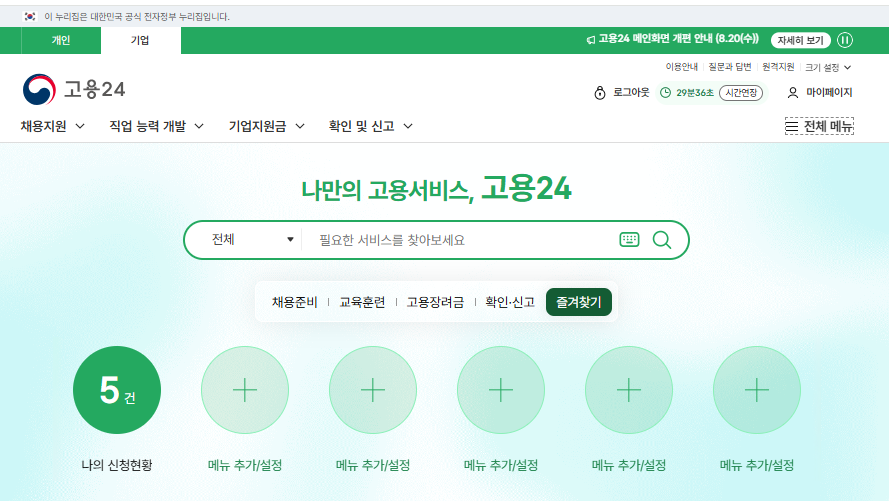 이 누리집은 대한민국 공식 전자정부 누리집입니다.
개인 기업 고용24 메인화면 개편 안내 (8.20(수)) 자세히 보기
이용안내 질문과 답변 원격지원 크기 설정
고용24 로그아웃 29분36초 시간연장 마이페이지
채용지원 직업 능력 개발 기업지원금 확인 및 신고 전체 메뉴
나만의 고용서비스, 고용24
전체 필요한 서비스를 찾아보세요
채용준비 교육훈련 고용장려금 확인·신고 즐겨찾기
5 건
나의 신청현황 메뉴 추가/설정 메뉴 추가/설정 메뉴 추가/설정 메뉴 추가/설정 메뉴 추가/설정